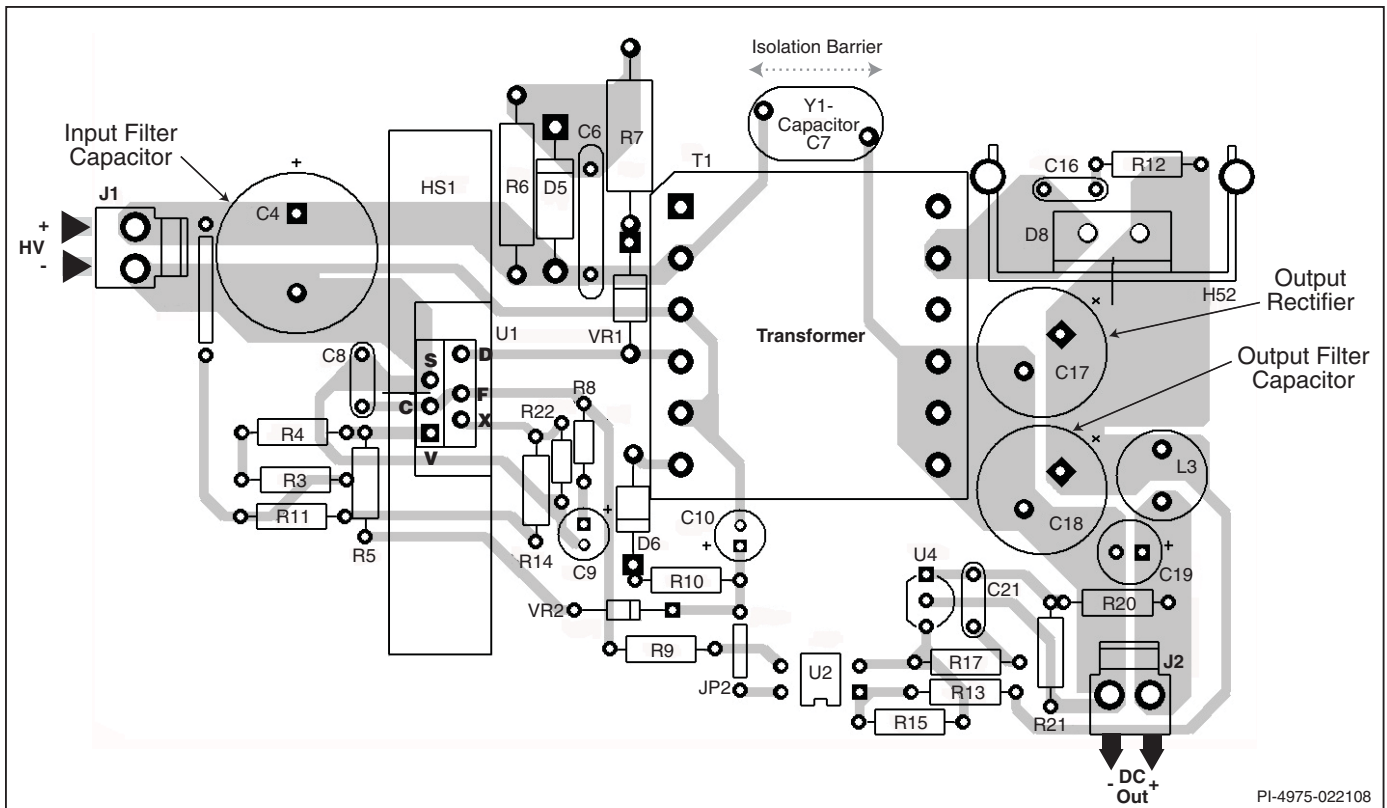 Isolation Barrier
Y1-
Capacitor
C7
Input Filter
Capacitor
J1
+
HV
-
+
C4
HS1
R6
D5
C6
R7
T1
C16
R12
D8
H52
Output
Rectifier
Transformer
VR1
U1
C8
S
D
F
C
X
V
R8
R22
C17
Output Filter
Capacitor
R4
R3
R11
R5
R14
+
C9
D6
C10
+
C18
L3
+
C19
U4
C21
R10
R20
VR2
R9
JP2
U2
R17
R13
R15
R21
J2
- DC +
Out
PI-4975-022108